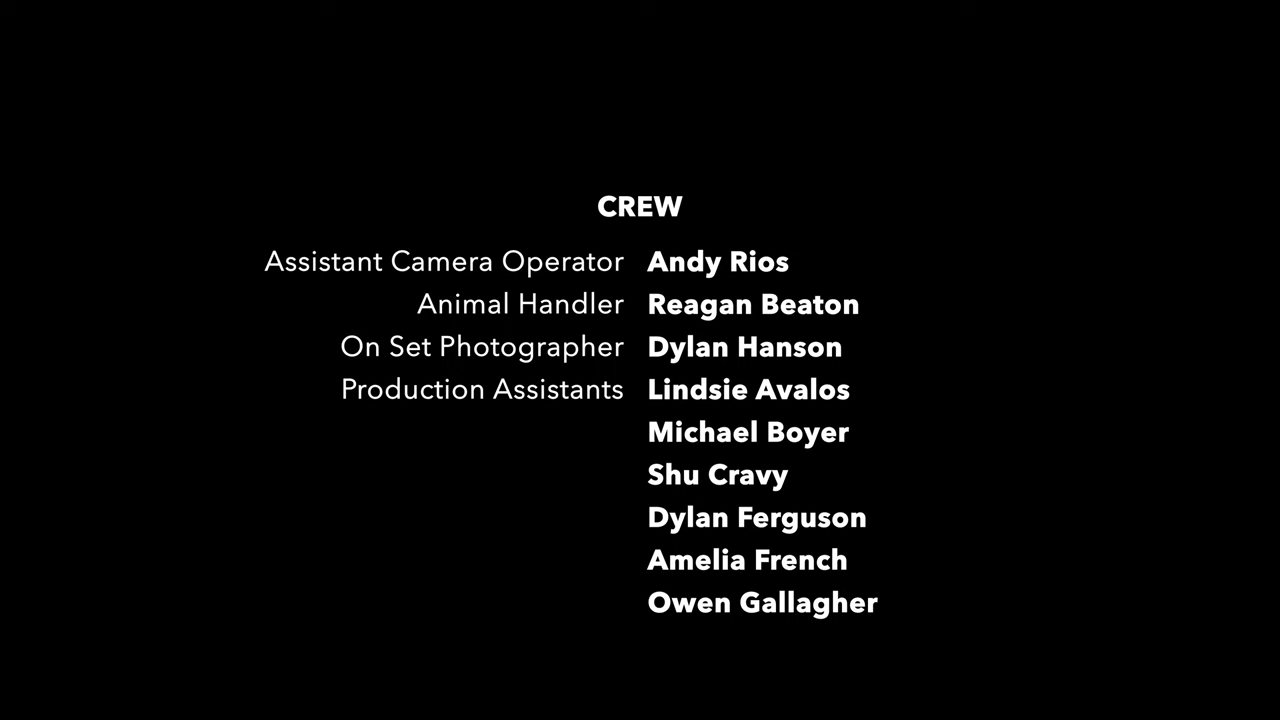 CREW
Assistant Camera Operator Andy Rios
Animal Handler Reagan Beaton
On Set Photographer Dylan Hanson
Production Assistants Lindsie Avalos
Michael Boyer
Shu Cravy
Dylan Ferguson
Amelia French
Owen Gallagher